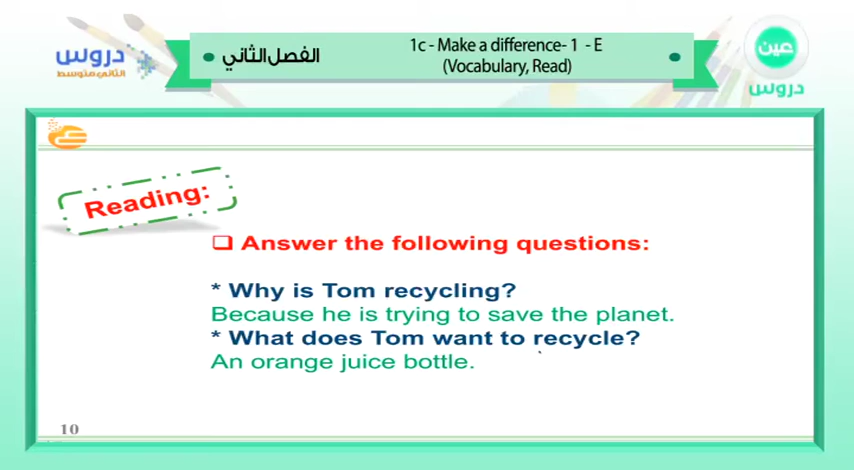 دروس
الثاني متوسط
الفصل الثاني
1c - Make a difference- 1 - E
(Vocabulary, Read)
عين
دروس
Reading:
❑ Answer the following questions:
* Why is Tom recycling?
Because he is trying to save the planet.
* What does Tom want to recycle?
An orange juice bottle.
10